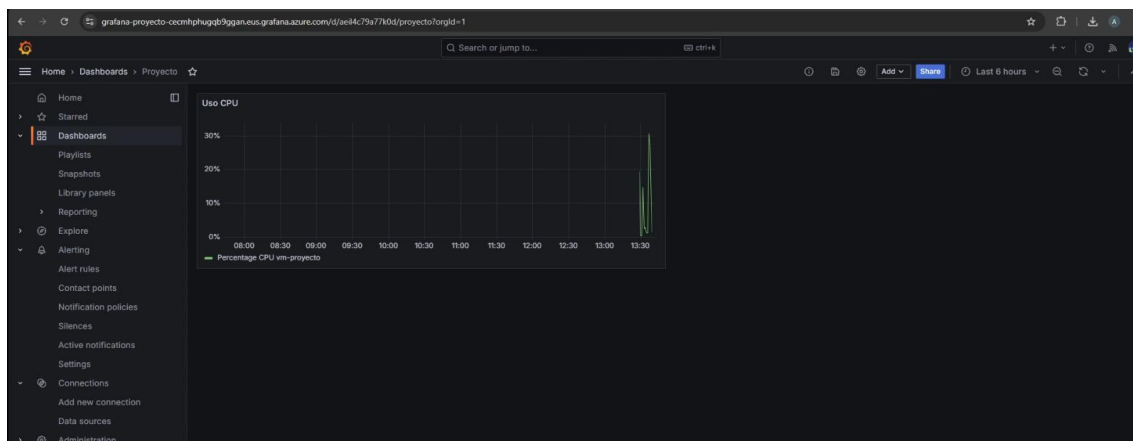 grafana-proyecto-cecmhphugqb9ggan.eus.grafana.azure.com/d/aeil4c79a77k0d/proyecto?orgId=1
A
Search or jump to... ctrl+k
Home › Dashboards › Proyecto Add Share Last 6 hours
Home
Starred
Dashboards
Playlists
Snapshots
Library panels
Reporting
Explore
Alerting
Alert rules
Contact points
Notification policies
Silences
Active notifications
Settings
Connections
Add new connection
Data sources
Administration
Uso CPU
30%
20%
10%
0%
08:00 08:30 09:00 09:30 10:00 10:30 11:00 11:30 12:00 12:30 13:00 13:30
Percentage CPU vm-proyecto